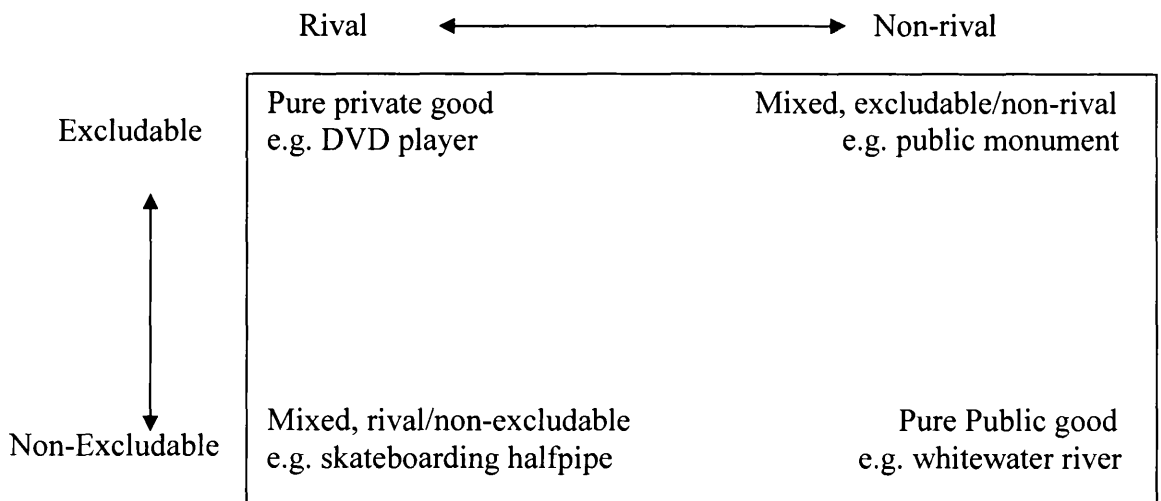 Rival Non-rival
Excludable
Pure private good
e.g. DVD player
Mixed, excludable/non-rival
e.g. public monument
Non-Excludable
Mixed, rival/non-excludable
e.g. skateboarding halfpipe
Pure Public good
e.g. whitewater river